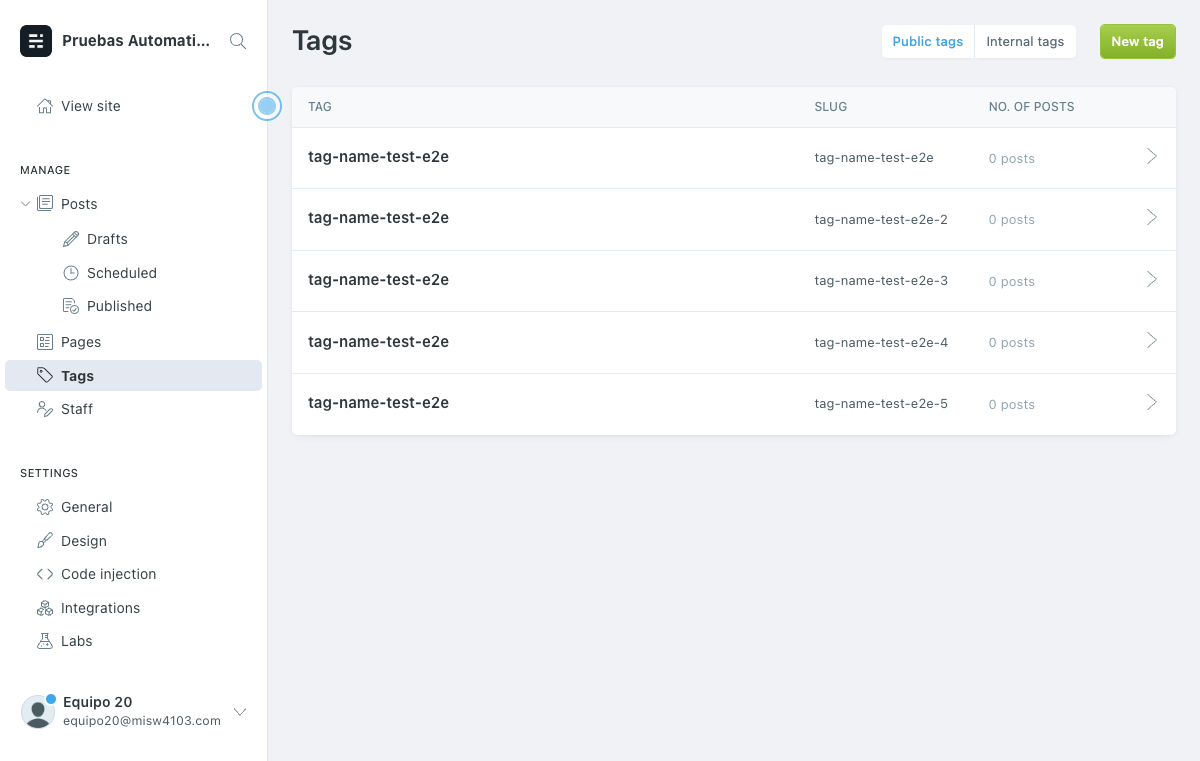 Pruebas Automati...
View site
MANAGE
Posts
Drafts
Scheduled
Published
Pages
Tags
Staff
SETTINGS
General
Design
Code injection
Integrations
Labs
Equipo 20
equipo20@misw4103.com
Tags
Public tags Internal tags New tag
TAG SLUG NO. OF POSTS
tag-name-test-e2e tag-name-test-e2e 0 posts
tag-name-test-e2e tag-name-test-e2e-2 0 posts
tag-name-test-e2e tag-name-test-e2e-3 0 posts
tag-name-test-e2e tag-name-test-e2e-4 0 posts
tag-name-test-e2e tag-name-test-e2e-5 0 posts